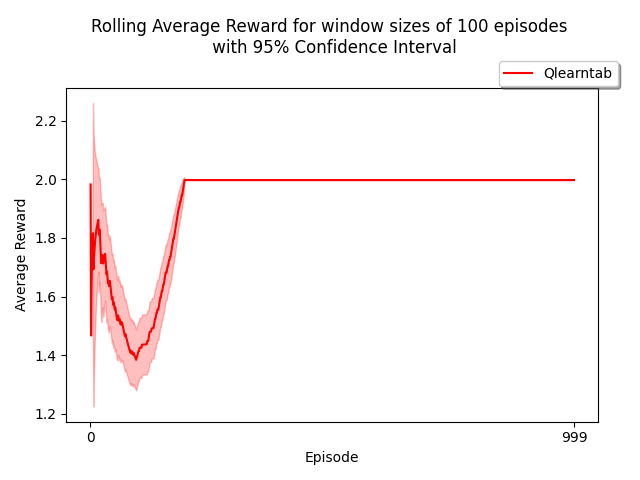 Rolling Average Reward for window sizes of 100 episodes
with 95% Confidence Interval
Qlearntab
2.2
2.0
1.8
1.6
1.4
1.2
Average Reward
0
999
Episode